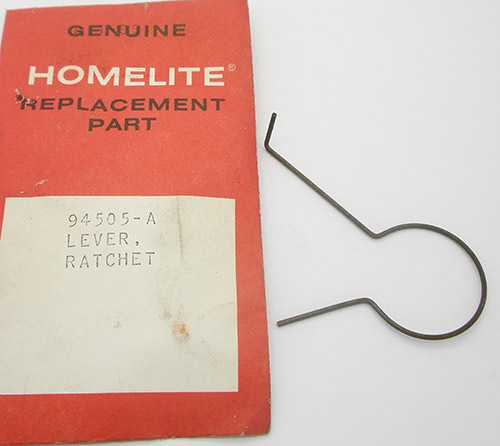 GENUINE
HOMELITE®
REPLACEMENT
PART
94505-A
LEVER,
RATCHET